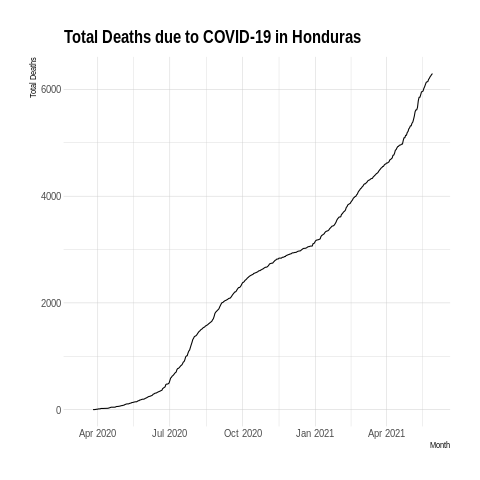 Total Deaths due to COVID-19 in Honduras
Total Deaths
6000
4000
2000
0
Apr 2020 Jul 2020 Oct 2020 Jan 2021 Apr 2021
Month